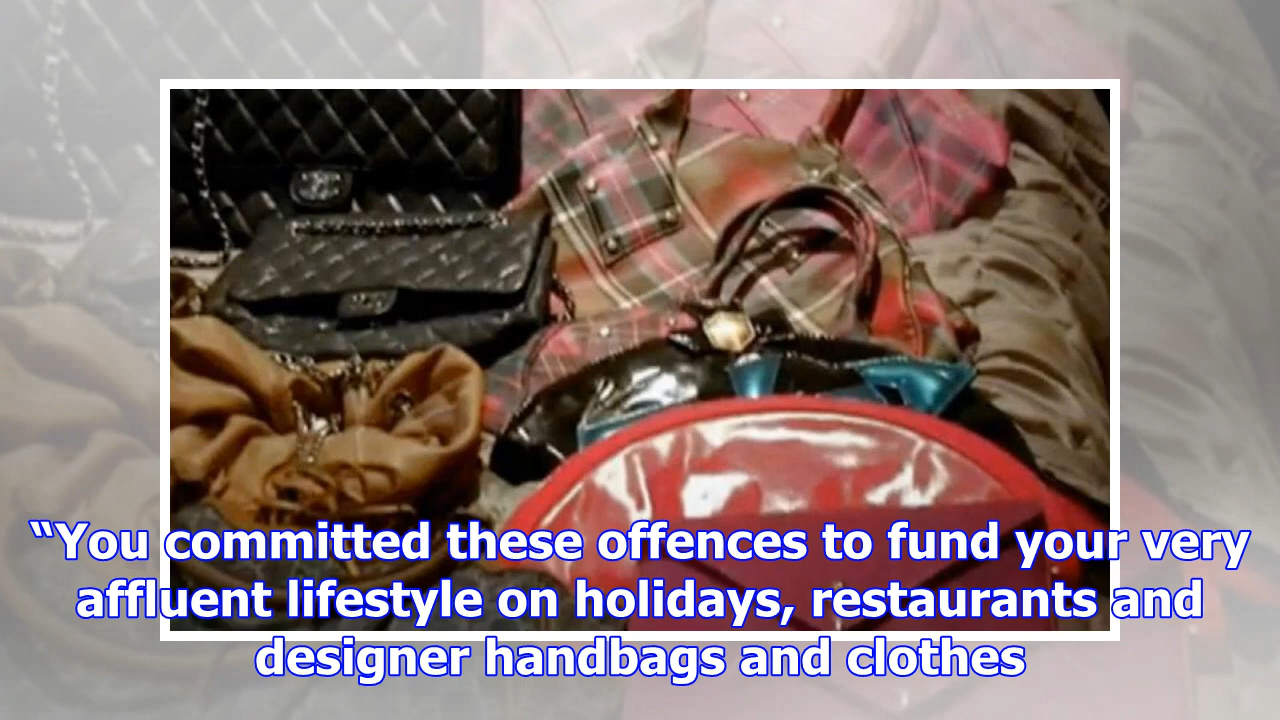 “You committed these offences to fund your very
affluent lifestyle on holidays, restaurants and
designer handbags and clothes